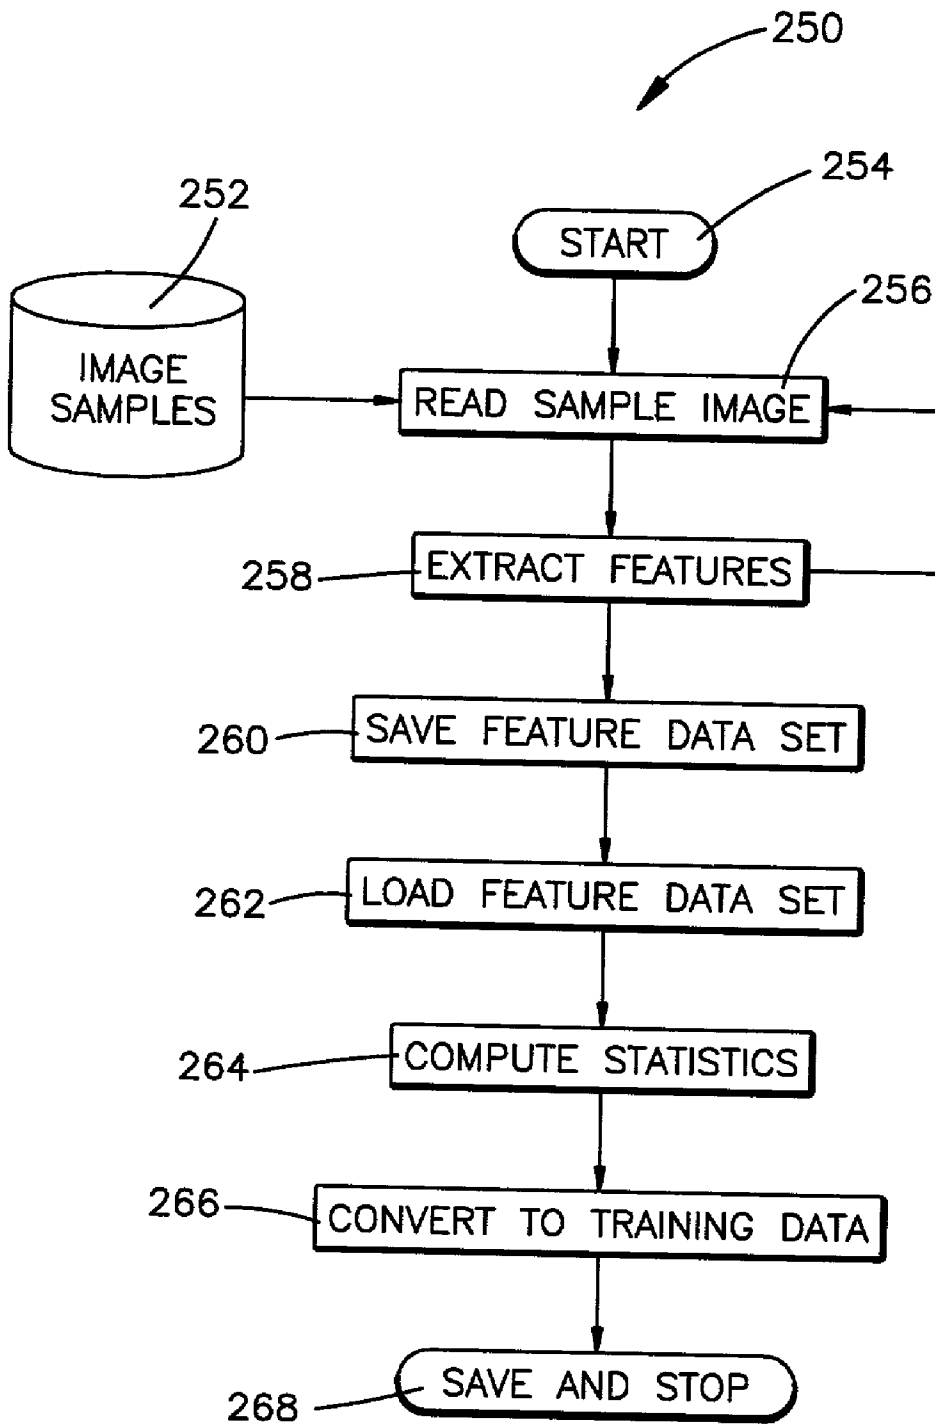 250
254
START
252
256
IMAGE
SAMPLES
READ SAMPLE IMAGE
258
EXTRACT FEATURES
260
SAVE FEATURE DATA SET
262
LOAD FEATURE DATA SET
264
COMPUTE STATISTICS
266
CONVERT TO TRAINING DATA
268
SAVE AND STOP